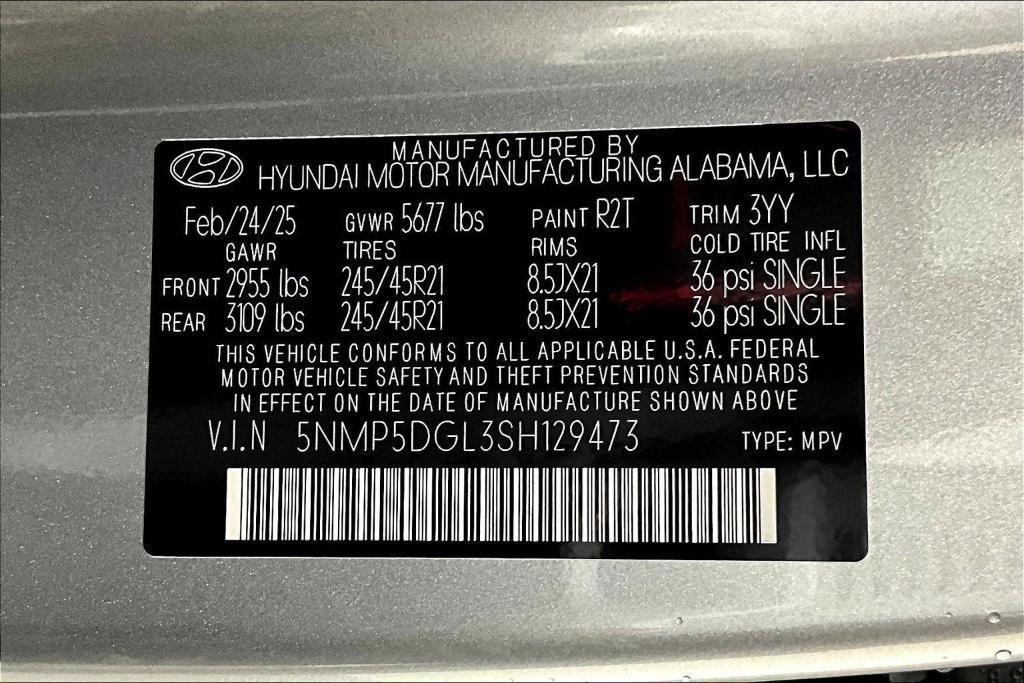 MANUFACTURED BY
HYUNDAI MOTOR MANUFACTURING ALABAMA, LLC
Feb/24/25 GVWR 5677 lbs PAINT R2T TRIM 3YY
GAWR TIRES RIMS COLD TIRE INFL
FRONT 2955 lbs 245/45R21 8.5JX21 36 psi SINGLE
REAR 3109 lbs 245/45R21 8.5JX21 36 psi SINGLE
THIS VEHICLE CONFORMS TO ALL APPLICABLE U.S.A. FEDERAL
MOTOR VEHICLE SAFETY AND THEFT PREVENTION STANDARDS
IN EFFECT ON THE DATE OF MANUFACTURE SHOWN ABOVE
V.I.N 5NMP5DGL3SH129473 TYPE: MPV